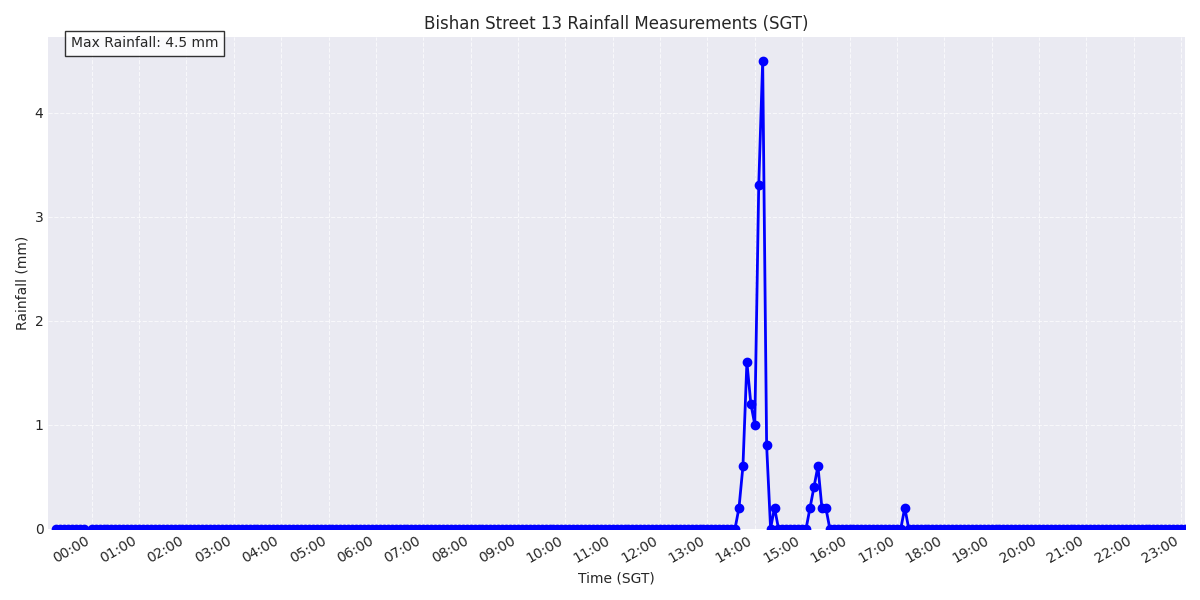 Bishan Street 13 Rainfall Measurements (SGT)
Max Rainfall: 4.5 mm
Rainfall (mm)
4
3
2
1
0
00:00 01:00 02:00 03:00 04:00 05:00 06:00 07:00 08:00 09:00 10:00 11:00 12:00 13:00 14:00 15:00 16:00 17:00 18:00 19:00 20:00 21:00 22:00 23:00
Time (SGT)